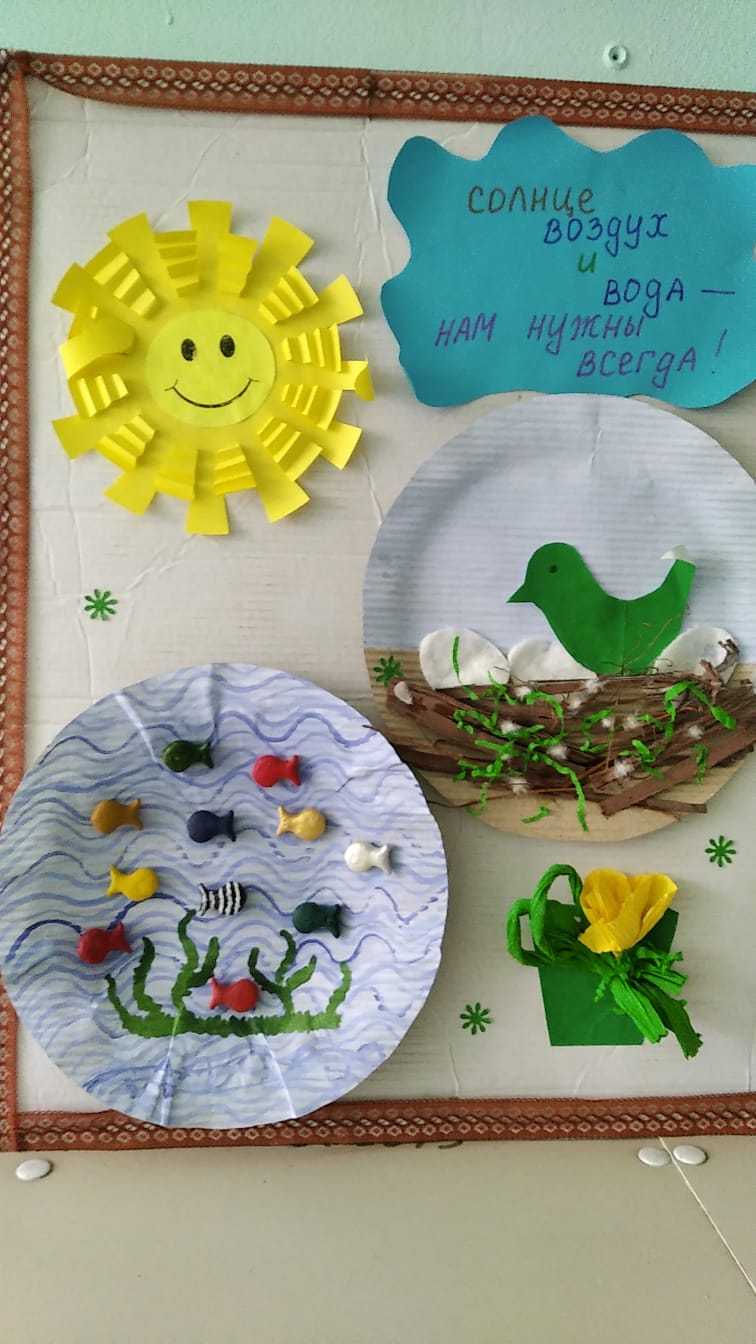 СОЛНЦЕ
ВОЗДУХ
И
ВОДА —
НАМ НУЖНЫ
ВСЕГДА!